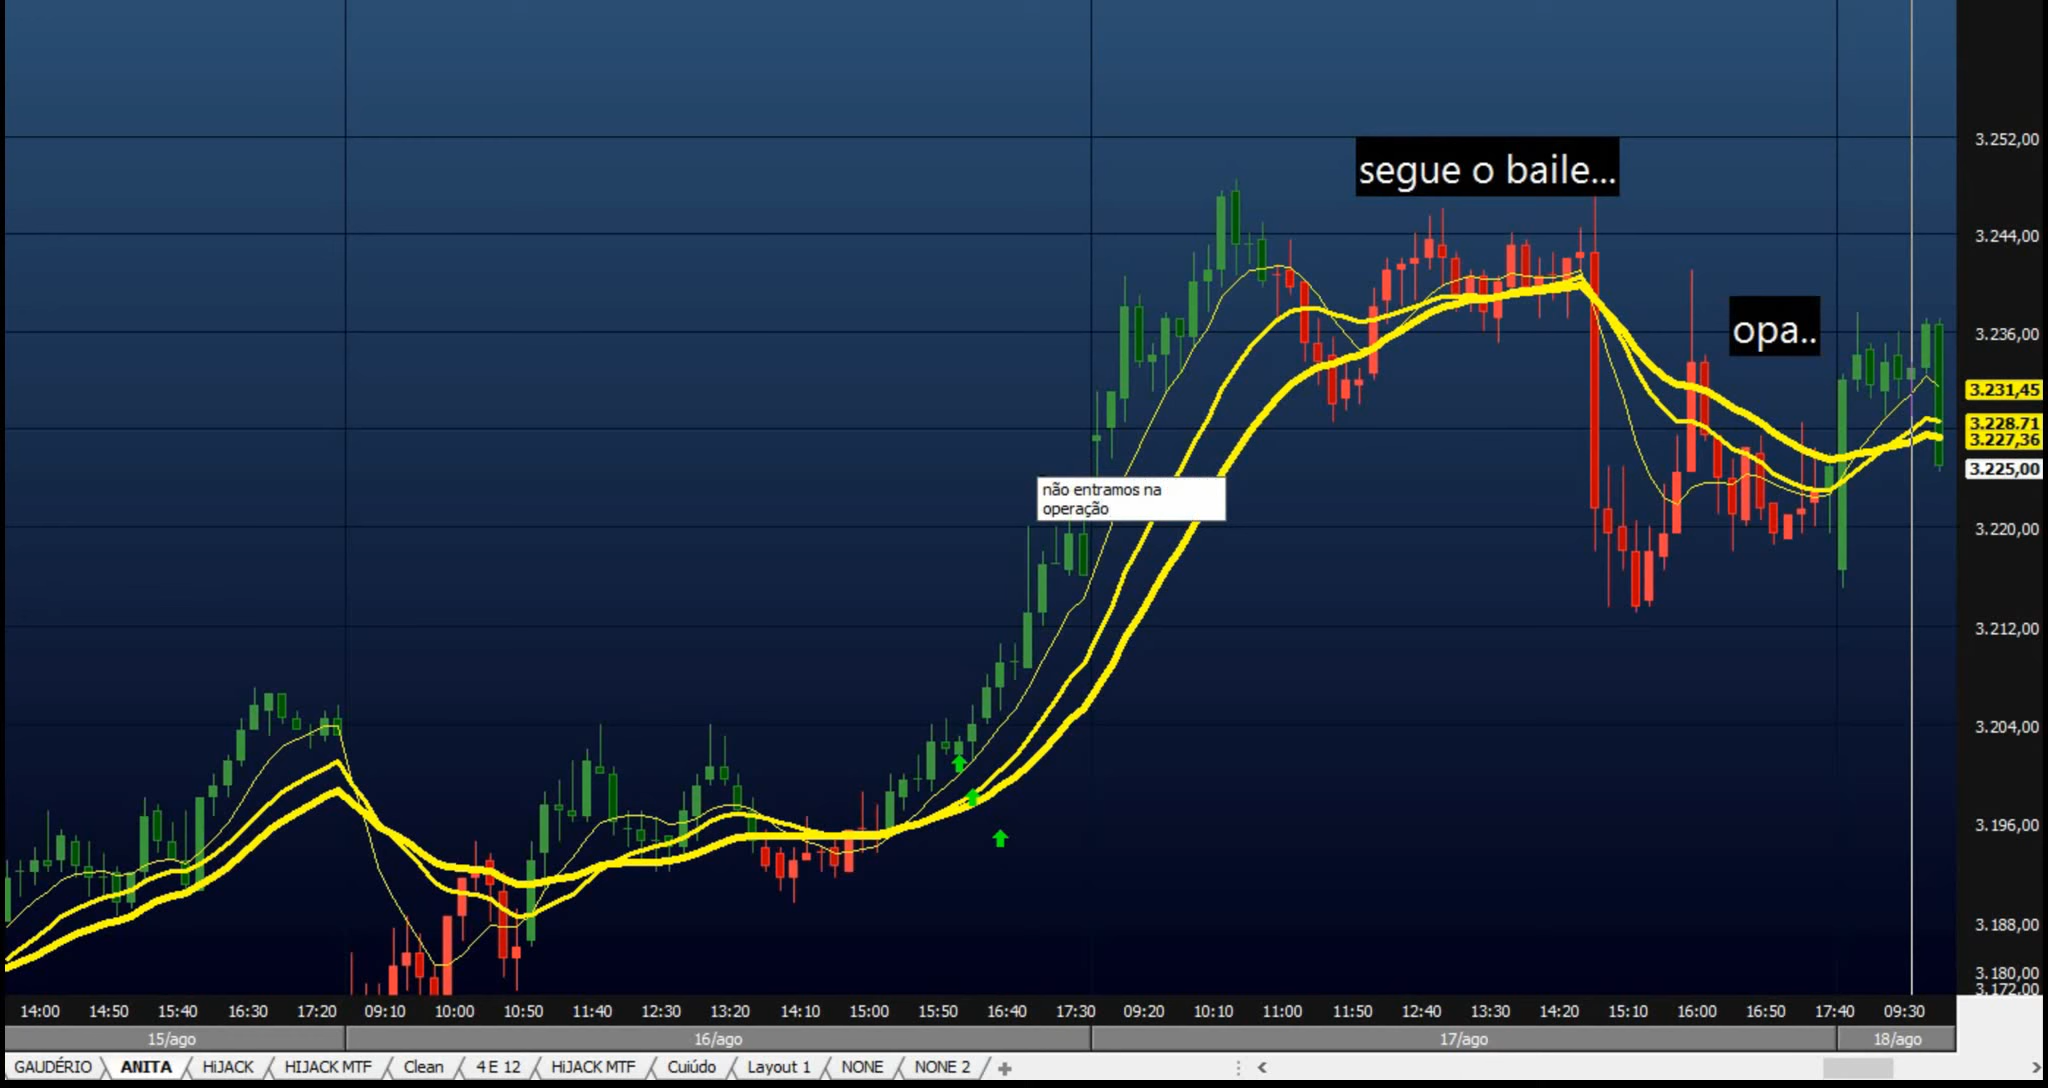 segue o baile...
opa..
não entramos na
operação
3.252,00
3.244,00
3.236,00
3.231,45
3.228,71
3.227,36
3.225,00
3.220,00
3.212,00
3.204,00
3.196,00
3.188,00
3.180,00
3.172,00
14:00 14:50 15:40 16:30 17:20 09:10 10:00 10:50 11:40 12:30 13:20 14:10 15:00 15:50 16:40 17:30 09:20 10:10 11:00 11:50 12:40 13:30 14:20 15:10 16:00 16:50 17:40 09:30
15/ago 16/ago 17/ago 18/ago
GAUDÉRIO ANITA HiJACK HIJACK MTF Clean 4 E 12 HiJACK MTF Cuiúdo Layout 1 NONE NONE 2